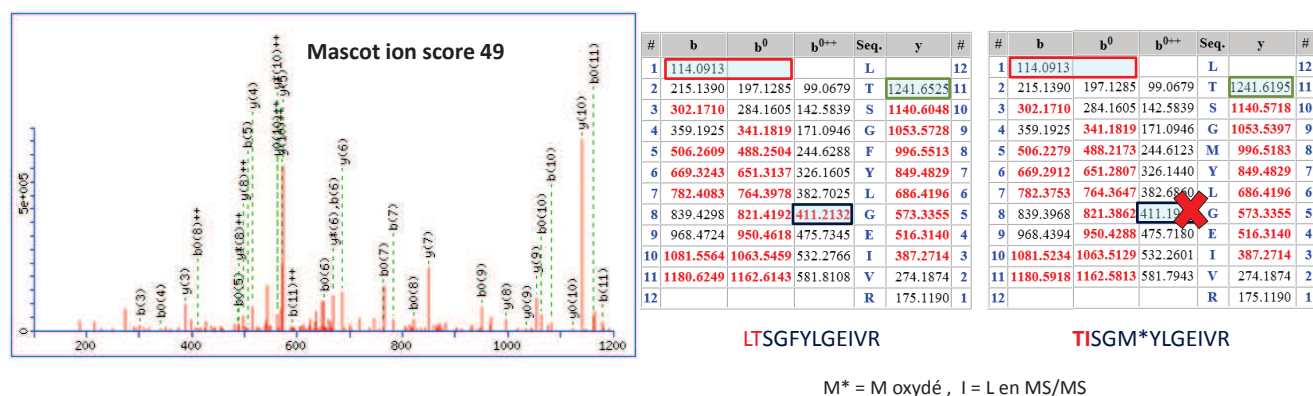 Mascot ion score 49
5e+005
b(3)
b0(4)
y(3)
b0(8)++
b0(5)
y*(8)++
y(8)++
b(5)
y(4)
y(5)
b(11)++
b0(6)
y*(6),b(6)
y(6)
b0(7)
b(7)
b0(8)
y(7)
b0(9)
y(8)
b0(9)
y(9)
b0(10)
b(10)
y0(10)
y(10)
b0(11)
b(11)
200 400 600 800 1000 1200
# b b0 b0++ Seq. y #
1 114.0913 L 12
2 215.1390 197.1285 99.0679 T 1241.6525 11
3 302.1710 284.1605 142.5839 S 1140.6048 10
4 359.1925 341.1819 171.0946 G 1053.5728 9
5 506.2609 488.2504 244.6288 F 996.5513 8
6 669.3243 651.3137 326.1605 Y 849.4829 7
7 782.4083 764.3978 382.7025 L 686.4196 6
8 839.4298 821.4192 411.2132 G 573.3355 5
9 968.4724 950.4618 475.7345 E 516.3140 4
10 1081.5564 1063.5459 532.2766 I 387.2714 3
11 1180.6249 1162.6143 581.8108 V 274.1874 2
12 R 175.1190 1
LTSGFYLGEIVR
# b b0 b0++ Seq. y #
1 114.0913 L 12
2 215.1390 197.1285 99.0679 T 1241.6195 11
3 302.1710 284.1605 142.5839 S 1140.5718 10
4 359.1925 341.1819 171.0946 G 1053.5397 9
5 506.2279 488.2173 244.6123 M 996.5183 8
6 669.2912 651.2807 326.1440 Y 849.4829 7
7 782.3753 764.3647 L 686.4196 6
8 839.3968 821.3862 G 573.3355 5
9 968.4394 950.4288 475.7180 E 516.3140 4
10 1081.5234 1063.5129 532.2601 I 387.2714 3
11 1180.5918 1162.5813 581.7943 V 274.1874 2
12 R 175.1190 1
TISGM*YLGEIVR
M* = M oxydé , I = L en MS/MS